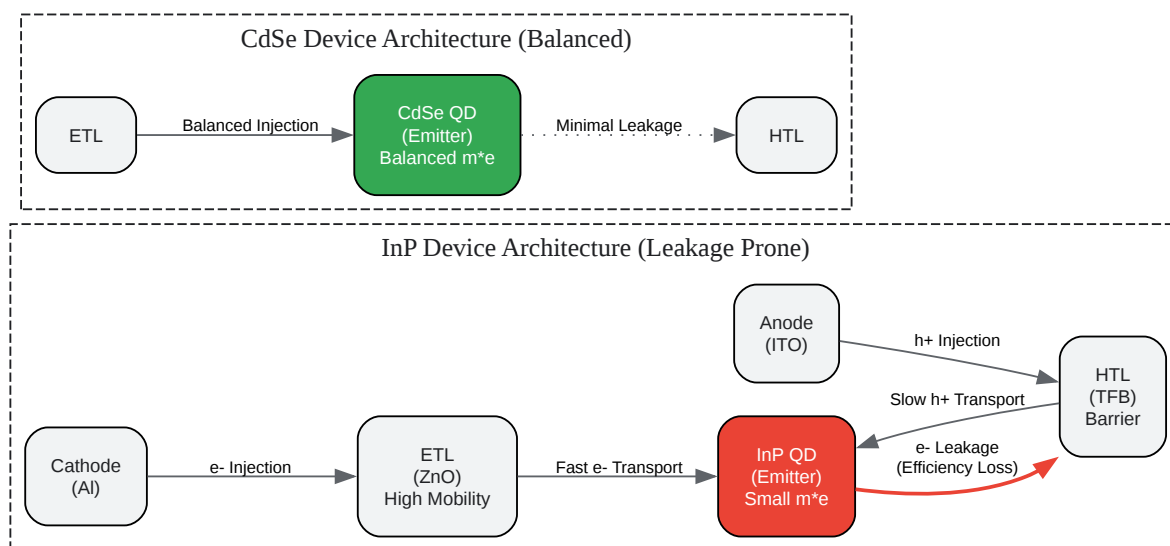 CdSe Device Architecture (Balanced)
ETL
Balanced Injection
CdSe QD
(Emitter)
Balanced m*e
Minimal Leakage
HTL
InP Device Architecture (Leakage Prone)
Anode
(ITO)
h+ Injection
HTL
(TFB)
Barrier
Slow h+ Transport
Cathode
(Al)
e- Injection
ETL
(ZnO)
High Mobility
Fast e- Transport
InP QD
(Emitter)
Small m*e
e- Leakage
(Efficiency Loss)